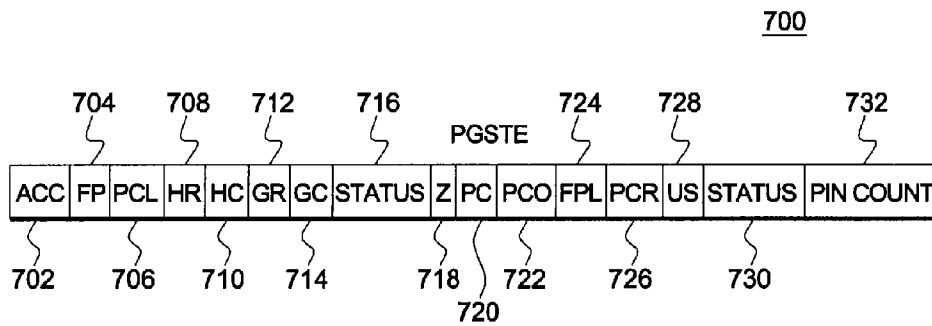 700
704 708 712 716 724 728 732
PGSTE
ACC FP PCL HR HC GR GC STATUS Z PC PCO FPL PCR US STATUS PIN COUNT
702 706 710 714 718 722 726 730
720